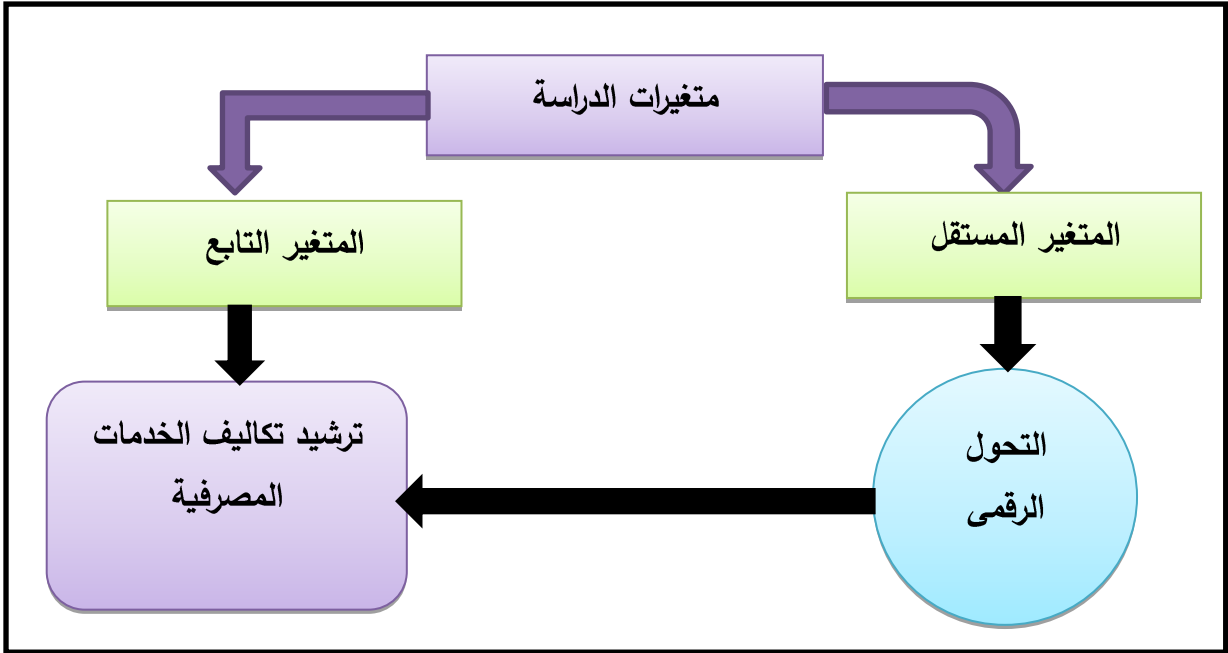 متغيرات الدراسة
المتغير المستقل
المتغير التابع
التحول
الرقمى
ترشيد تكاليف الخدمات
المصرفية